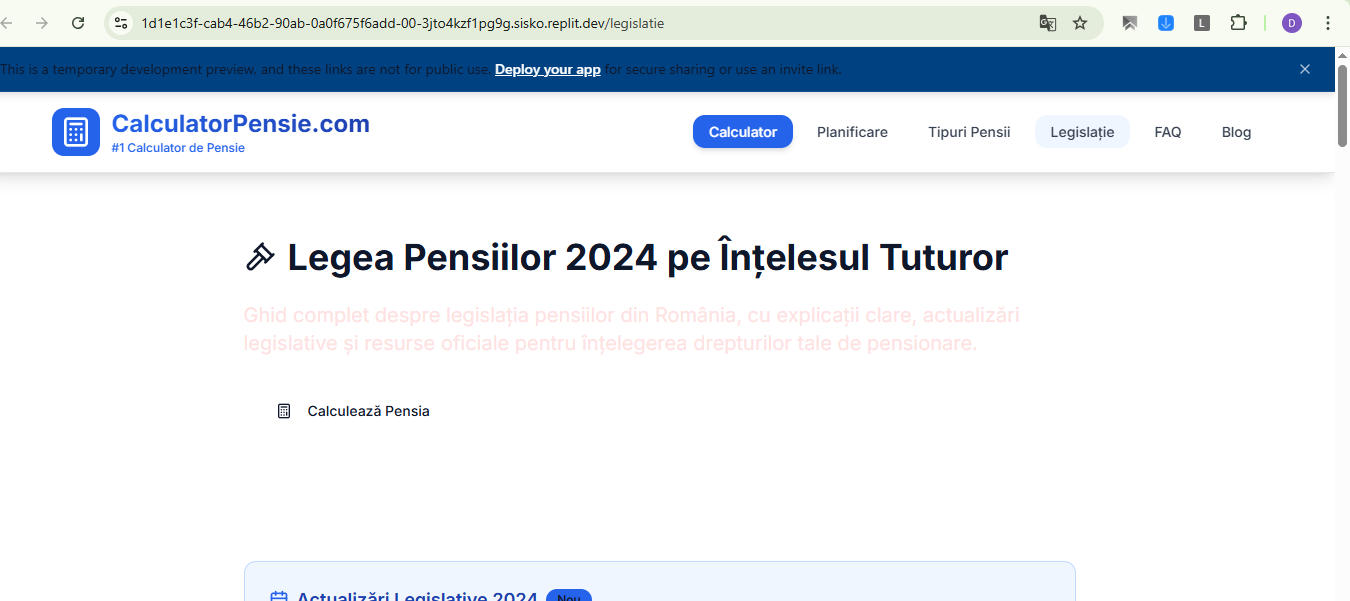 1d1e1c3f-cab4-46b2-90ab-0a0f675f6add-00-3jto4kzf1pg9g.sisko.replit.dev/legislatie
L
D
This is a temporary development preview, and these links are not for public use. Deploy your app for secure sharing or use an invite link.
CalculatorPensie.com
#1 Calculator de Pensie
Calculator Planificare Tipuri Pensii Legislație FAQ Blog
Legea Pensiilor 2024 pe Înțelesul Tuturor
Ghid complet despre legislația pensiilor din România, cu explicații clare, actualizări
legislative și resurse oficiale pentru înțelegerea drepturilor tale de pensionare.
Calculează Pensia
Actualizări Legislative 2024 Nou